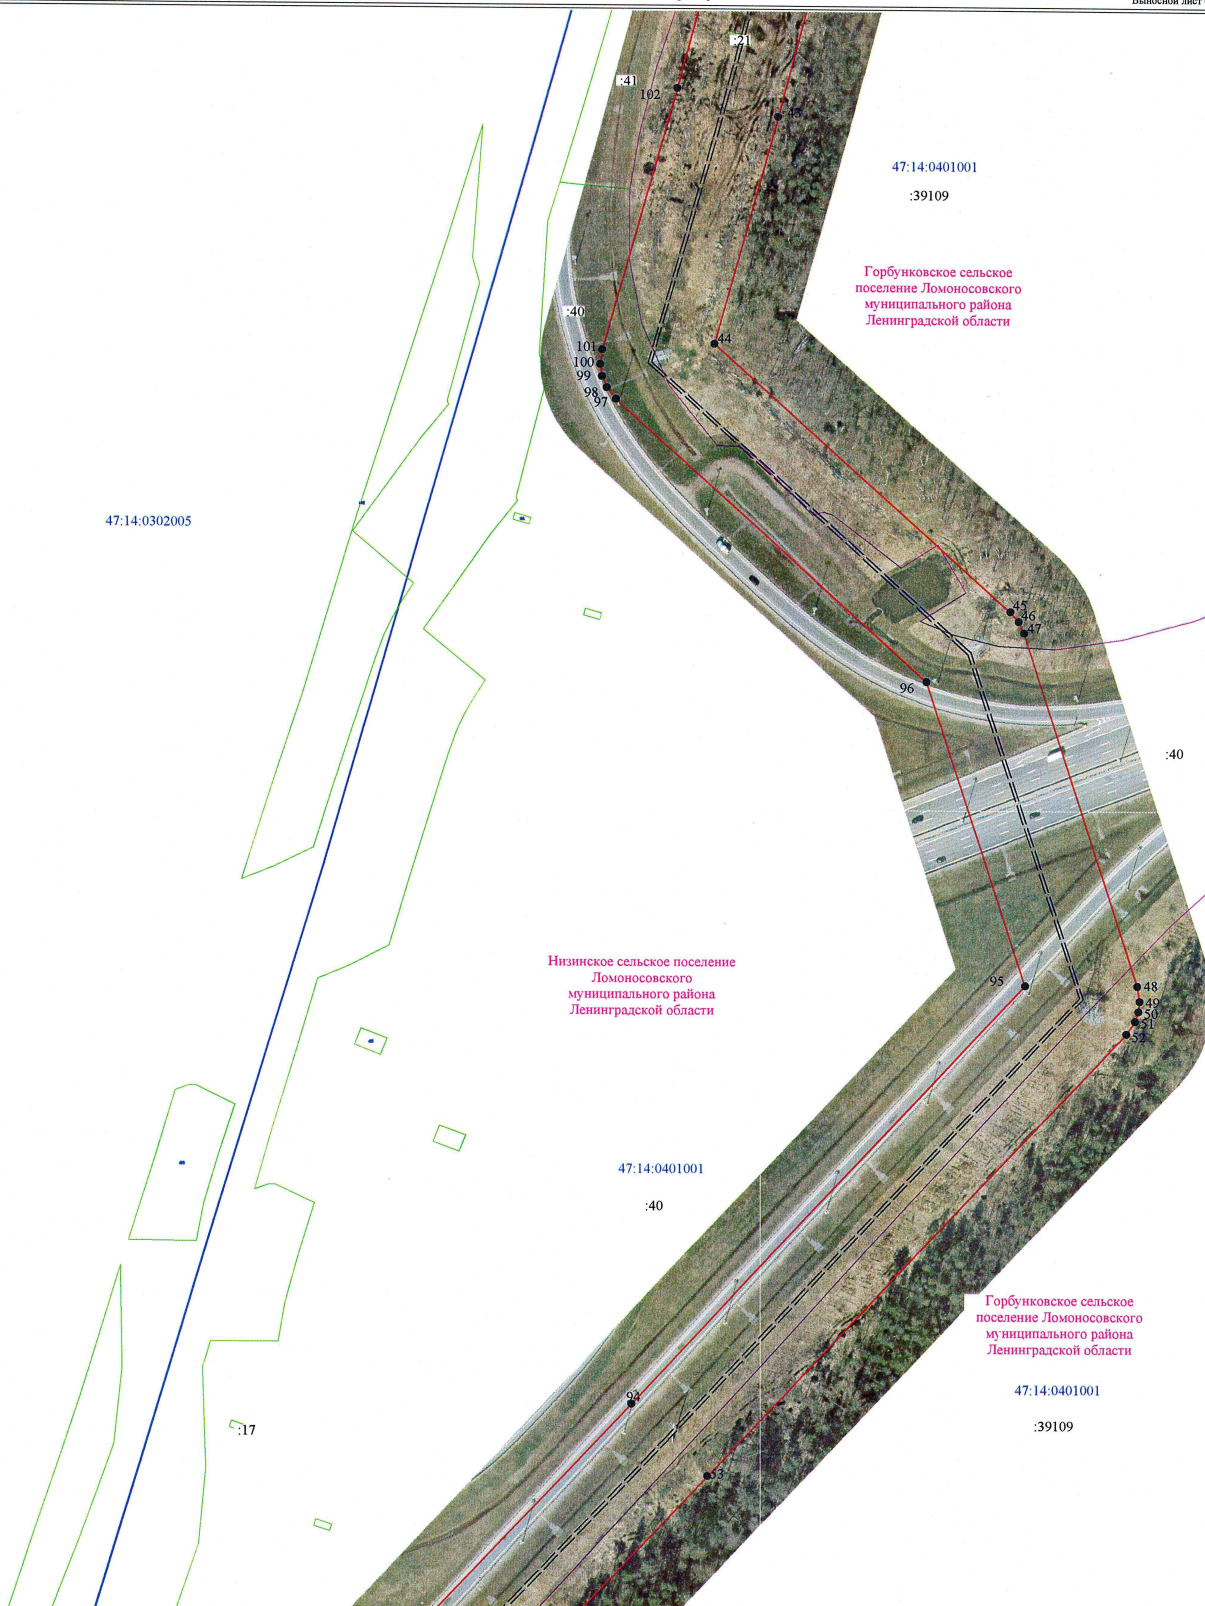 Выносной лист
:21
:41
102
43
47:14:0401001
:39109
Горбунковское сельское
поселение Ломоносовского
муниципального района
Ленинградской области
:40
101
44
100
99
98
97
47:14:0302005
45
46
47
96
:40
Низинское сельское поселение
Ломоносовского
муниципального района
Ленинградской области
95
48
49
50
51
52
47:14:0401001
:40
Горбунковское сельское
поселение Ломоносовского
муниципального района
Ленинградской области
47:14:0401001
94
:17
:39109
53